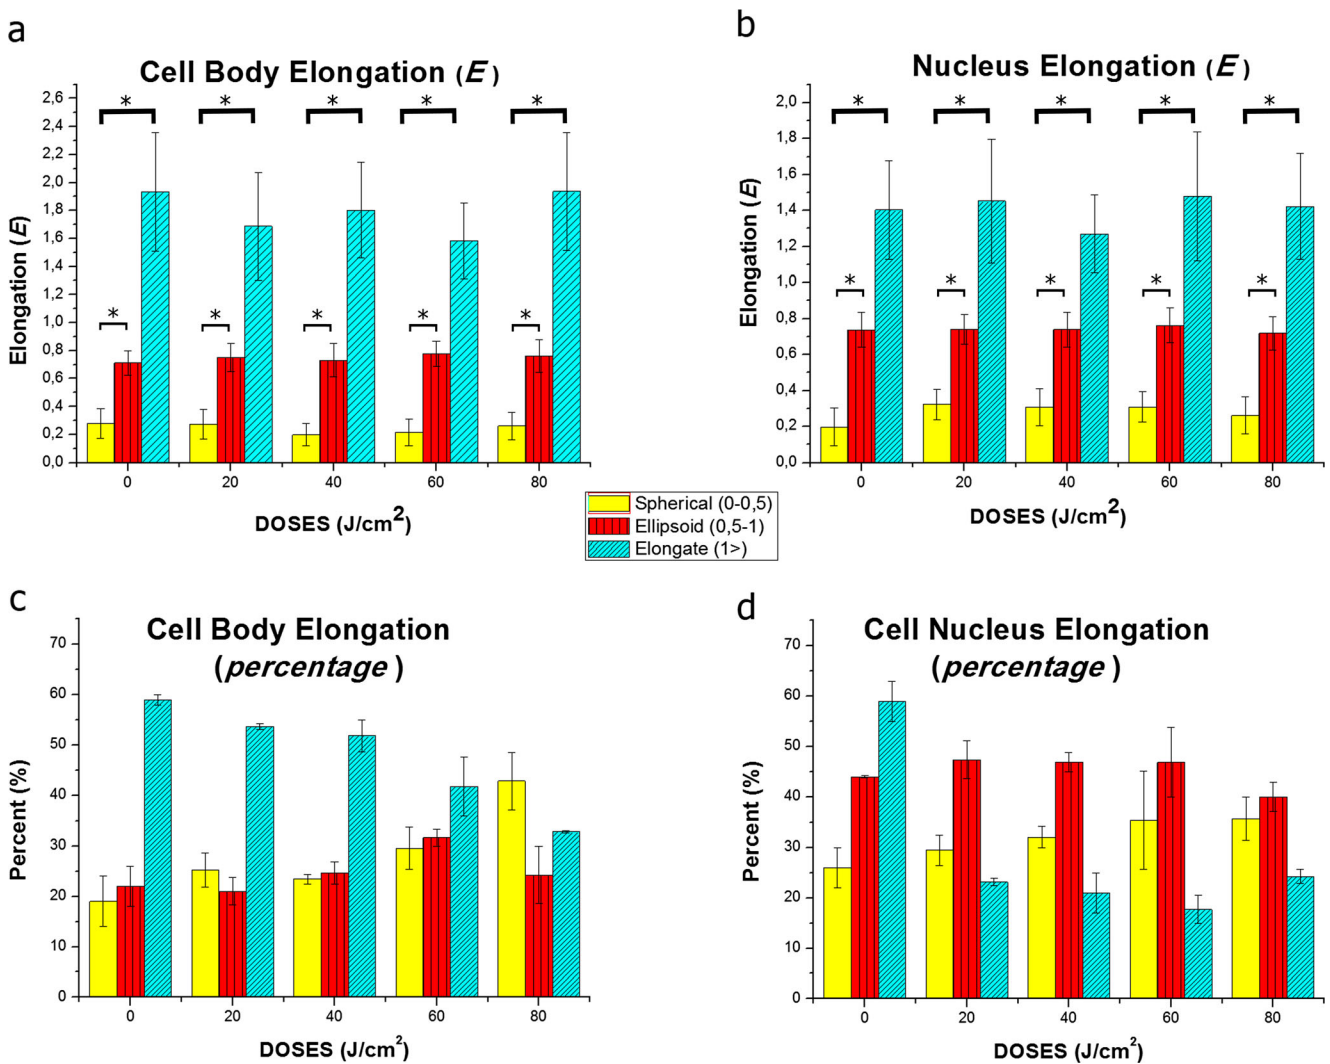 a
Cell Body Elongation (E)
Elongation (E)
2,6
2,4
2,2
2,0
1,8
1,6
1,4
1,2
1,0
0,8
0,6
0,4
0,2
0,0
* * * * *
* * * * *
0 20 40 60 80
DOSES (J/cm²)
b
Nucleus Elongation (E)
Elongation (E)
2,0
1,8
1,6
1,4
1,2
1,0
0,8
0,6
0,4
0,2
0,0
* * * * *
* * * * *
0 20 40 60 80
DOSES (J/cm²)
Spherical (0-0,5)
Ellipsoid (0,5-1)
Elongate (1>)
c
Cell Body Elongation
(percentage )
Percent (%)
70
60
50
40
30
20
10
0
0 20 40 60 80
DOSES (J/cm²)
d
Cell Nucleus Elongation
(percentage )
Percent (%)
70
60
50
40
30
20
10
0
0 20 40 60 80
DOSES (J/cm²)